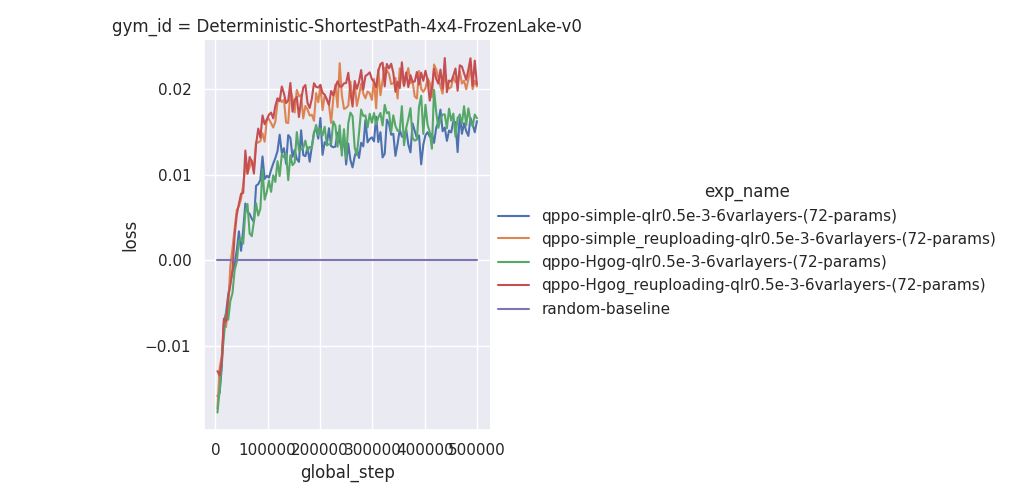 gym_id = Deterministic-ShortestPath-4x4-FrozenLake-v0
0.02
0.01
0.00
−0.01
loss
0 100000 200000 300000 400000 500000
global_step
exp_name
qppo-simple-qlr0.5e-3-6varlayers-(72-params)
qppo-simple_reuploading-qlr0.5e-3-6varlayers-(72-params)
qppo-Hgog-qlr0.5e-3-6varlayers-(72-params)
qppo-Hgog_reuploading-qlr0.5e-3-6varlayers-(72-params)
random-baseline